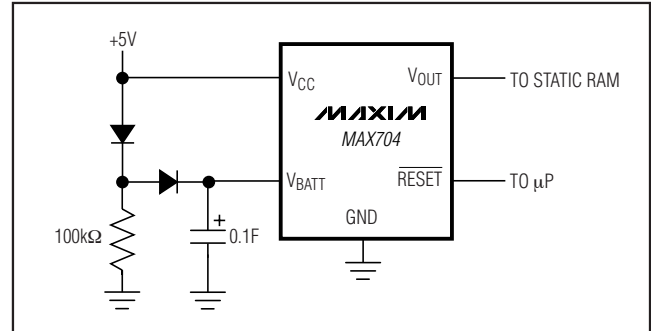 +5V
VCC
VOUT
TO STATIC RAM
MAXIM
MAX704
VBATT
RESET
TO μP
100kΩ
+
0.1F
GND